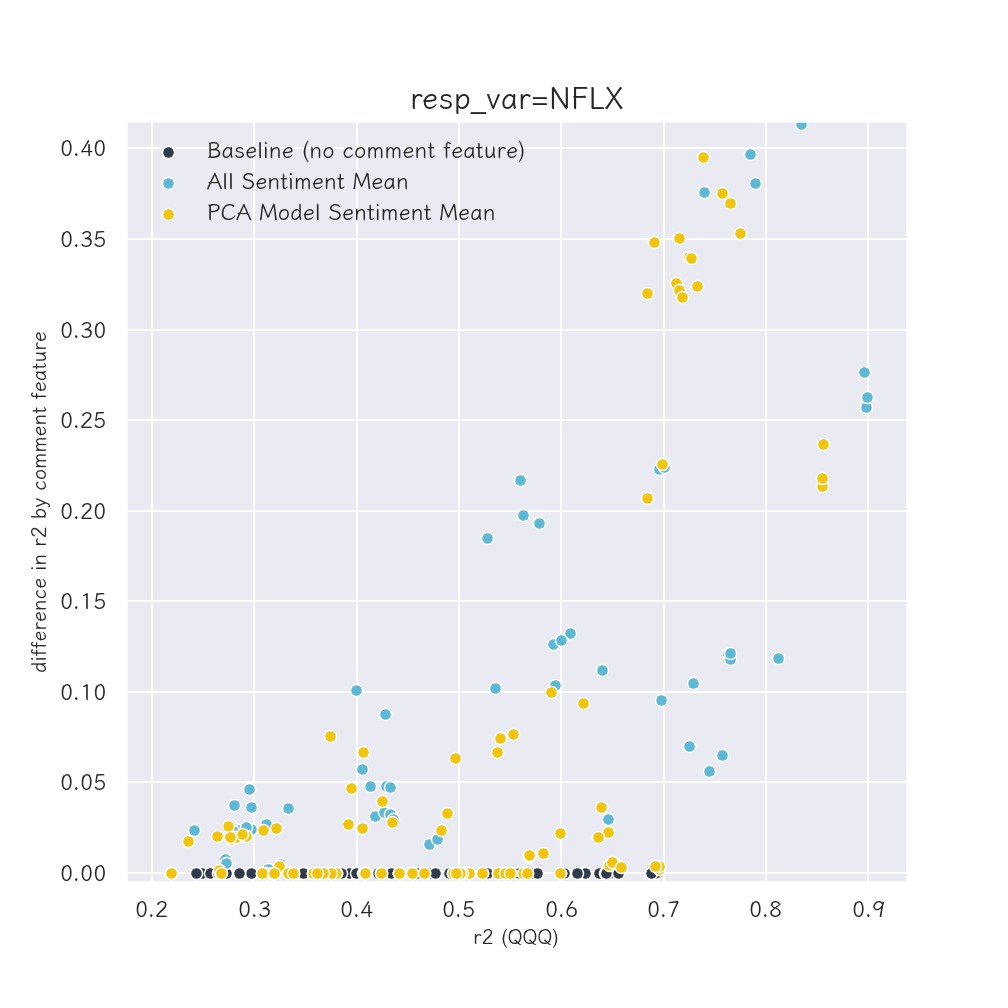 resp_var=NFLX
Baseline (no comment feature)
All Sentiment Mean
PCA Model Sentiment Mean
difference in r2 by comment feature
0.40
0.35
0.30
0.25
0.20
0.15
0.10
0.05
0.00
0.2 0.3 0.4 0.5 0.6 0.7 0.8 0.9
r2 (QQQ)